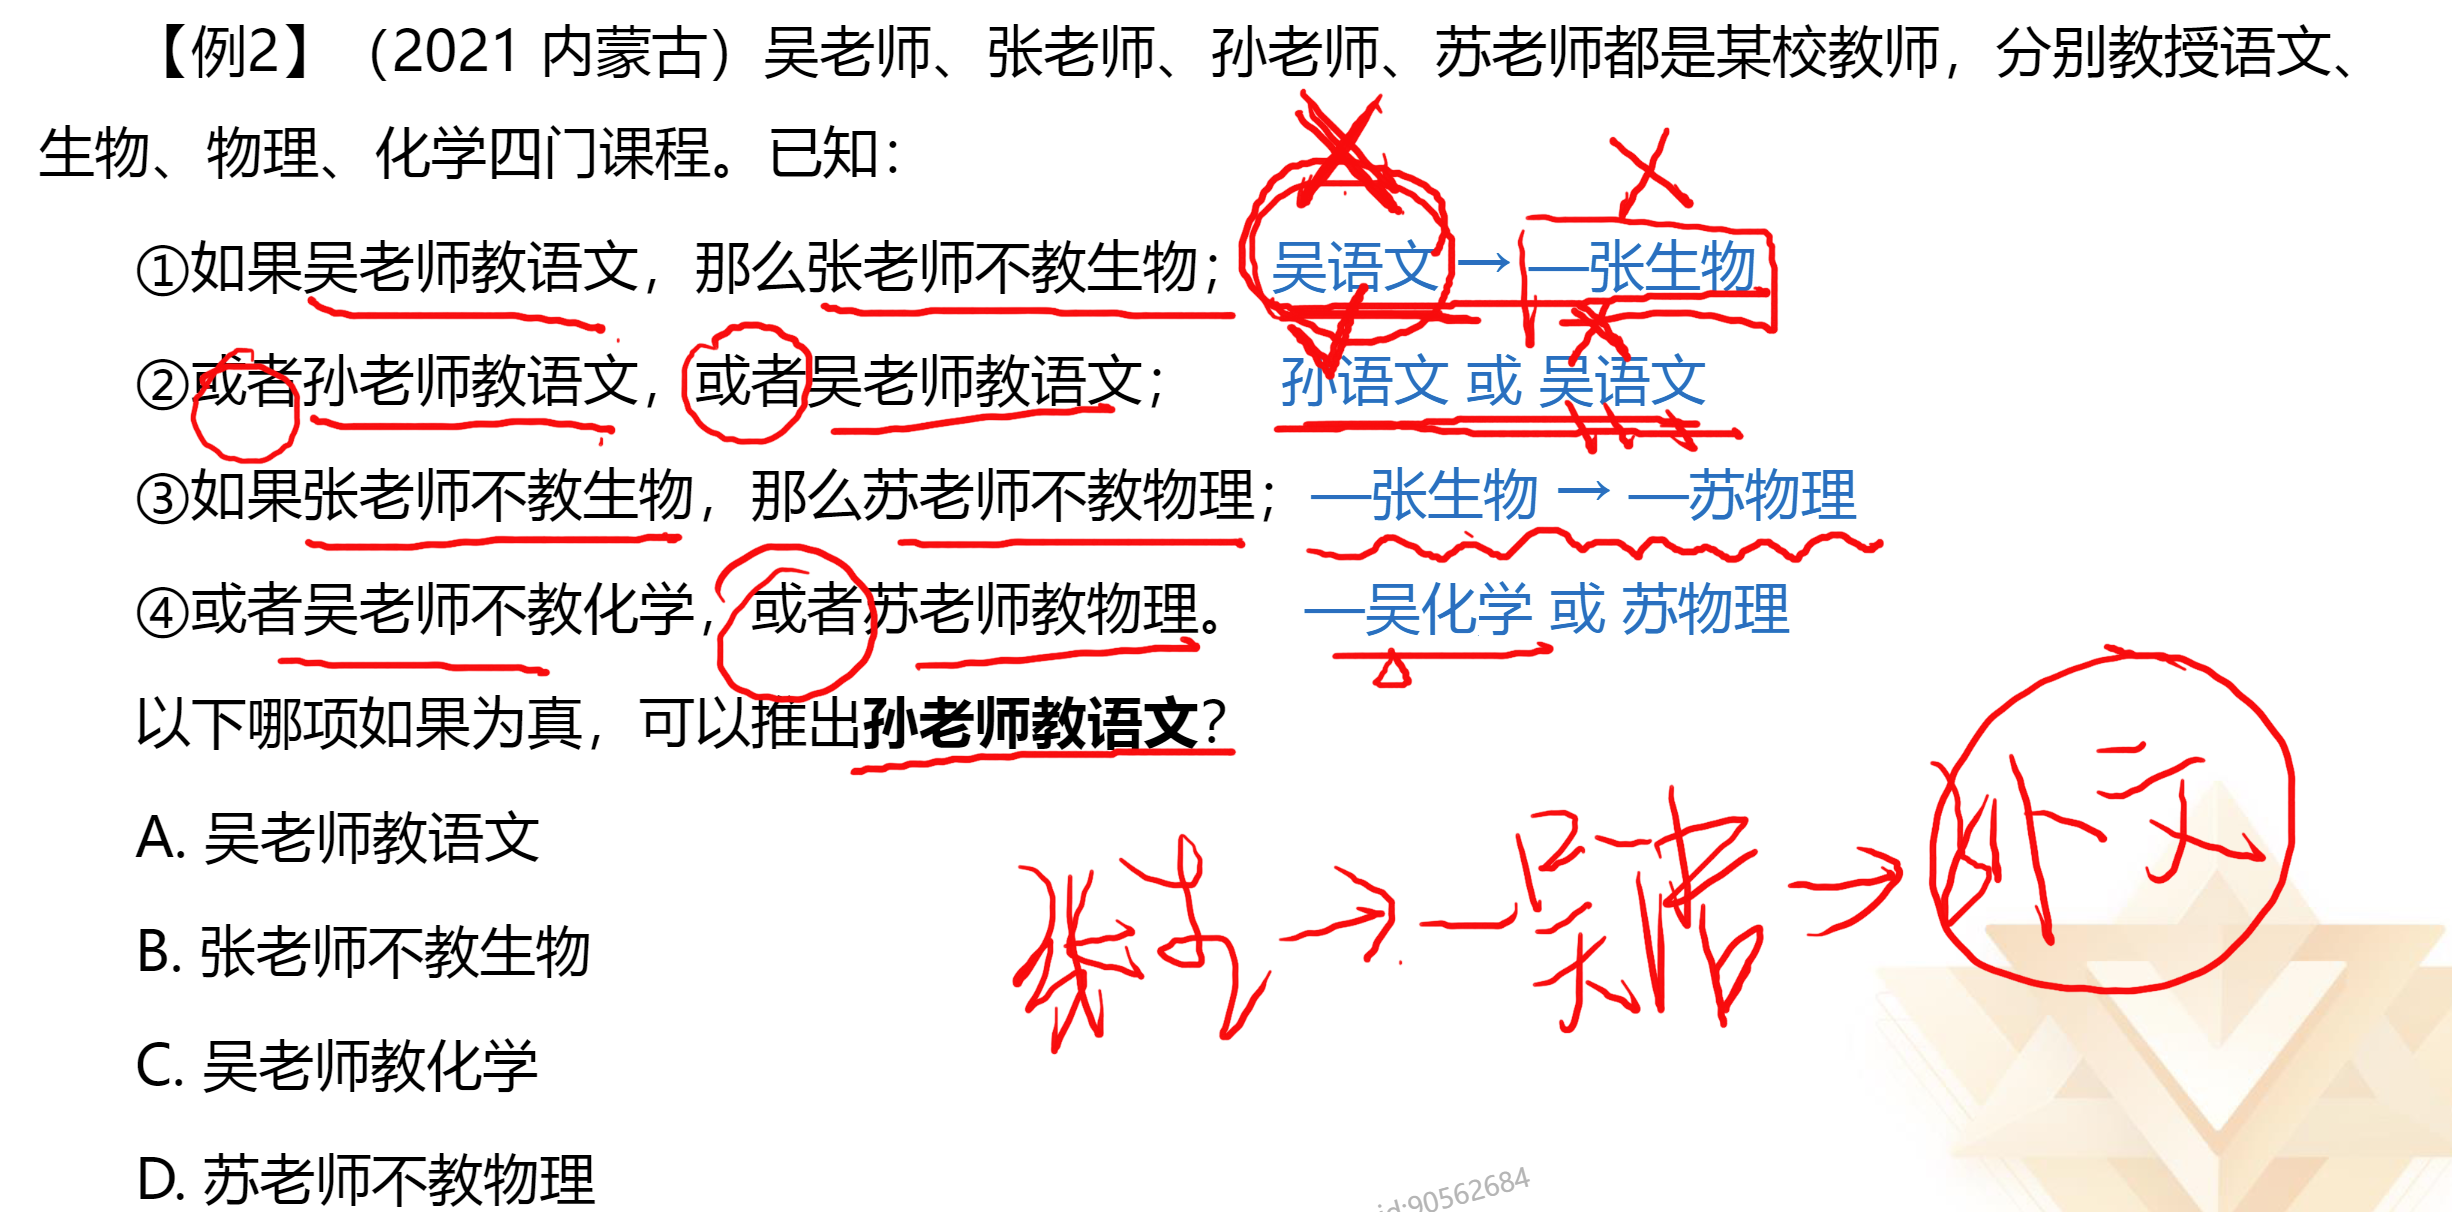 【例2】（2021 内蒙古）吴老师、张老师、孙老师、苏老师都是某校教师，分别教授语文、
生物、物理、化学四门课程。已知：
①如果吴老师教语文，那么张老师不教生物； 吴语文 → —张生物
②或者孙老师教语文，或者吴老师教语文； 孙语文 或 吴语文
③如果张老师不教生物，那么苏老师不教物理； —张生物 → —苏物理
④或者吴老师不教化学，或者苏老师教物理。 —吴化学 或 苏物理
以下哪项如果为真，可以推出孙老师教语文？
A. 吴老师教语文
B. 张老师不教生物
C. 吴老师教化学
D. 苏老师不教物理
id:90562684